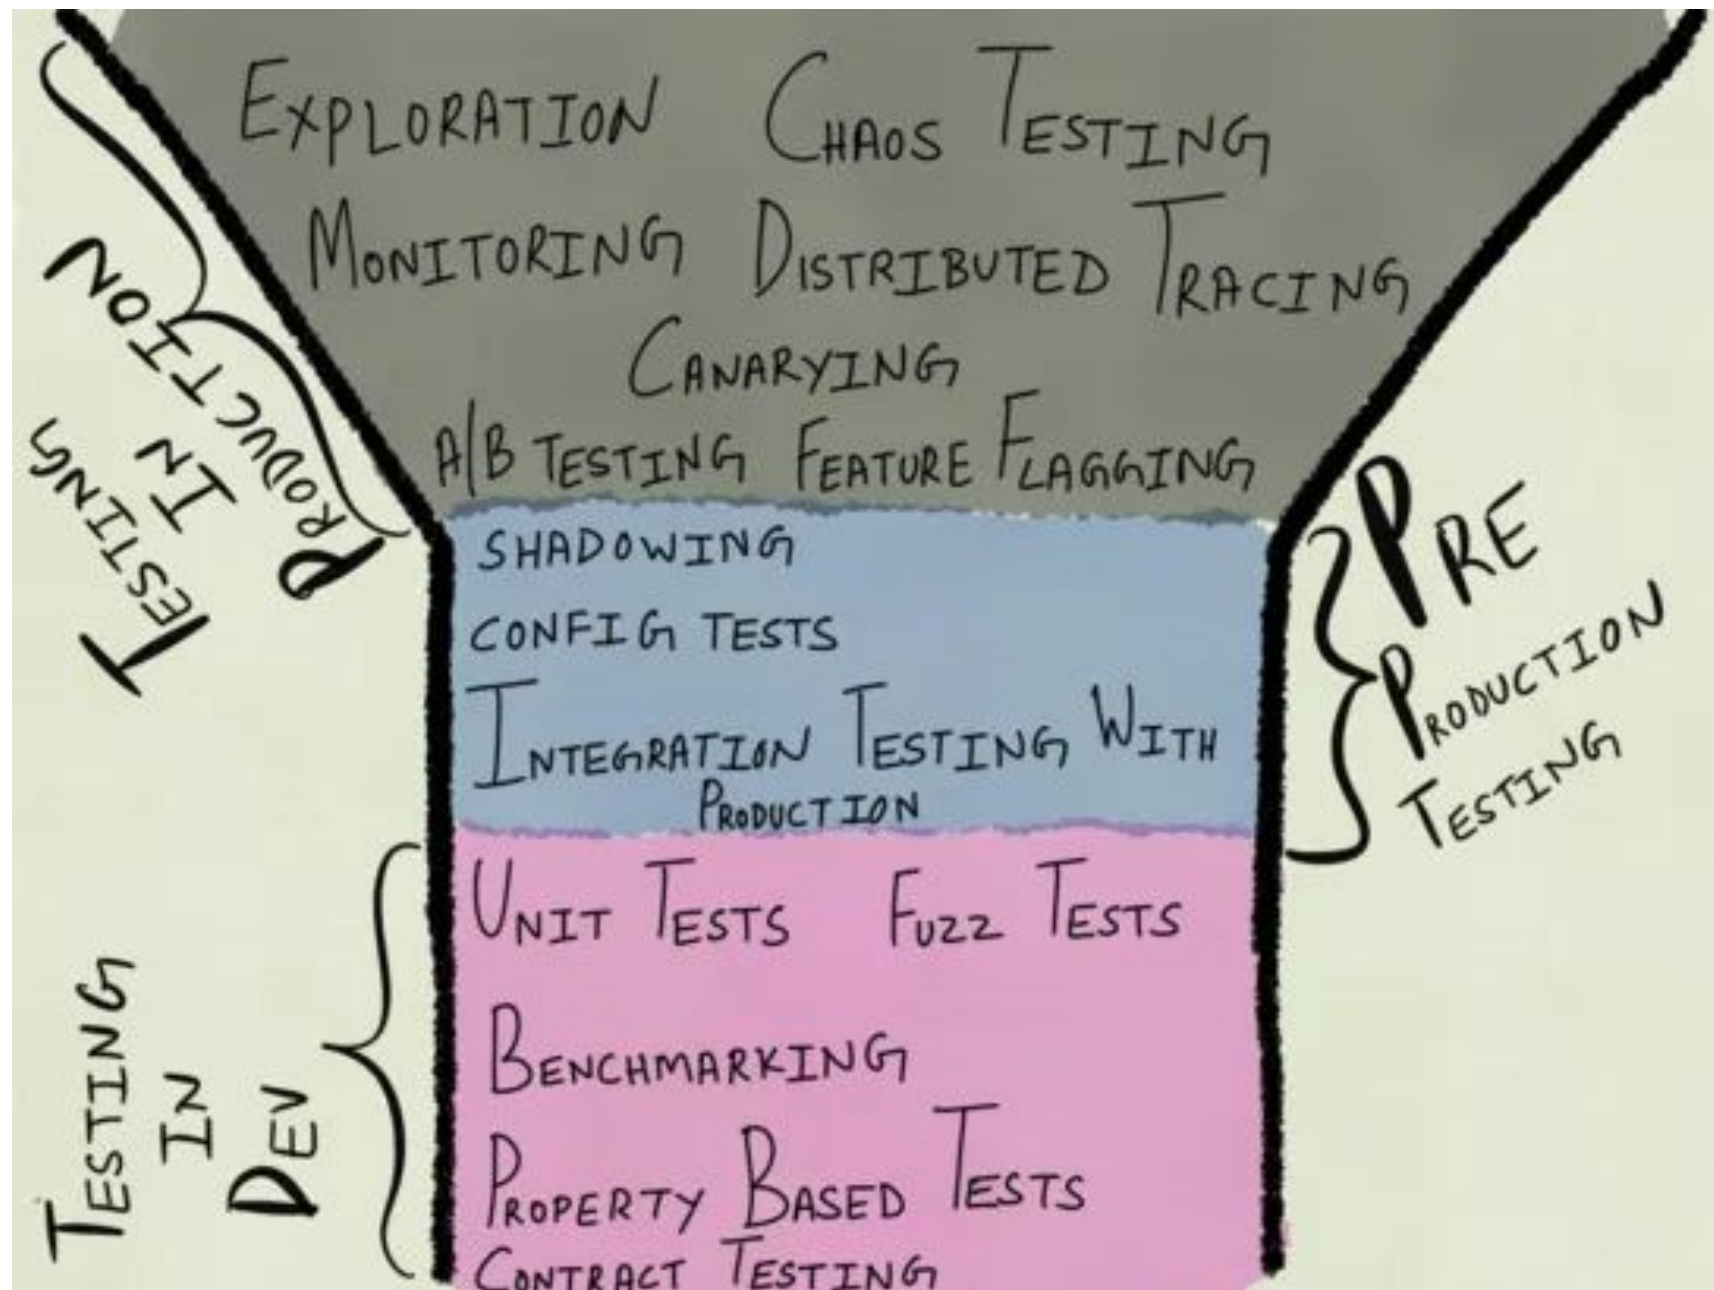 EXPLORATION CHAOS TESTING
MONITORING DISTRIBUTED TRACING
CANARYING
A/B TESTING FEATURE FLAGGING
TESTING
IN
PRODUCTION
SHADOWING
CONFIG TESTS
INTEGRATION TESTING WITH
PRODUCTION
PRE
PRODUCTION
TESTING
UNIT TESTS FUZZ TESTS
BENCHMARKING
PROPERTY BASED TESTS
CONTRACT TESTING
TESTING
IN
DEV